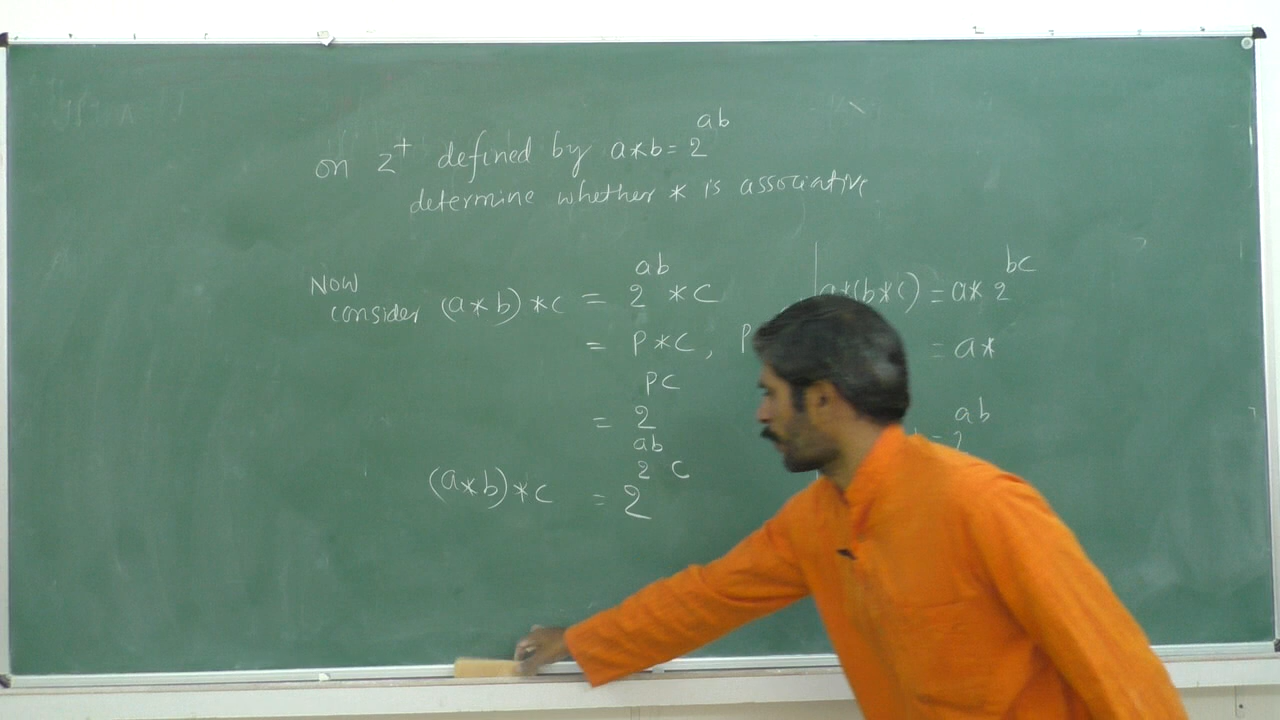 on Z⁺ defined by a*b = 2^ab
determine whether * is associative
Now
consider (a*b)*c = 2^ab *c
= P*c, P
= 2^Pc
(a*b)*c = 2^(2^ab c)
a*(b*c) = a* 2^bc
= a*
= 2^ab